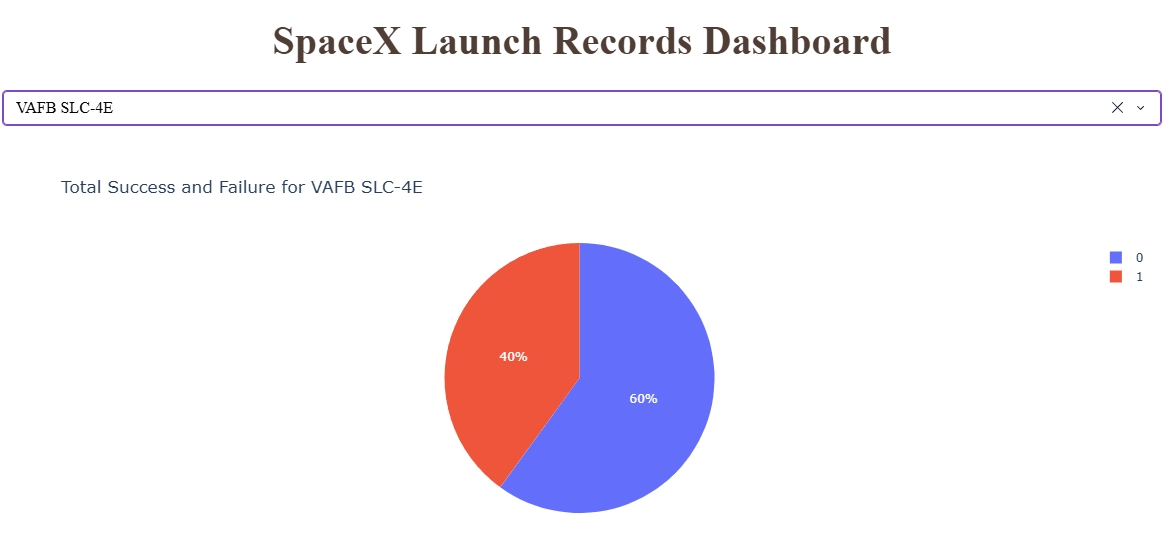 SpaceX Launch Records Dashboard
VAFB SLC-4E
Total Success and Failure for VAFB SLC-4E
0
1
40%
60%